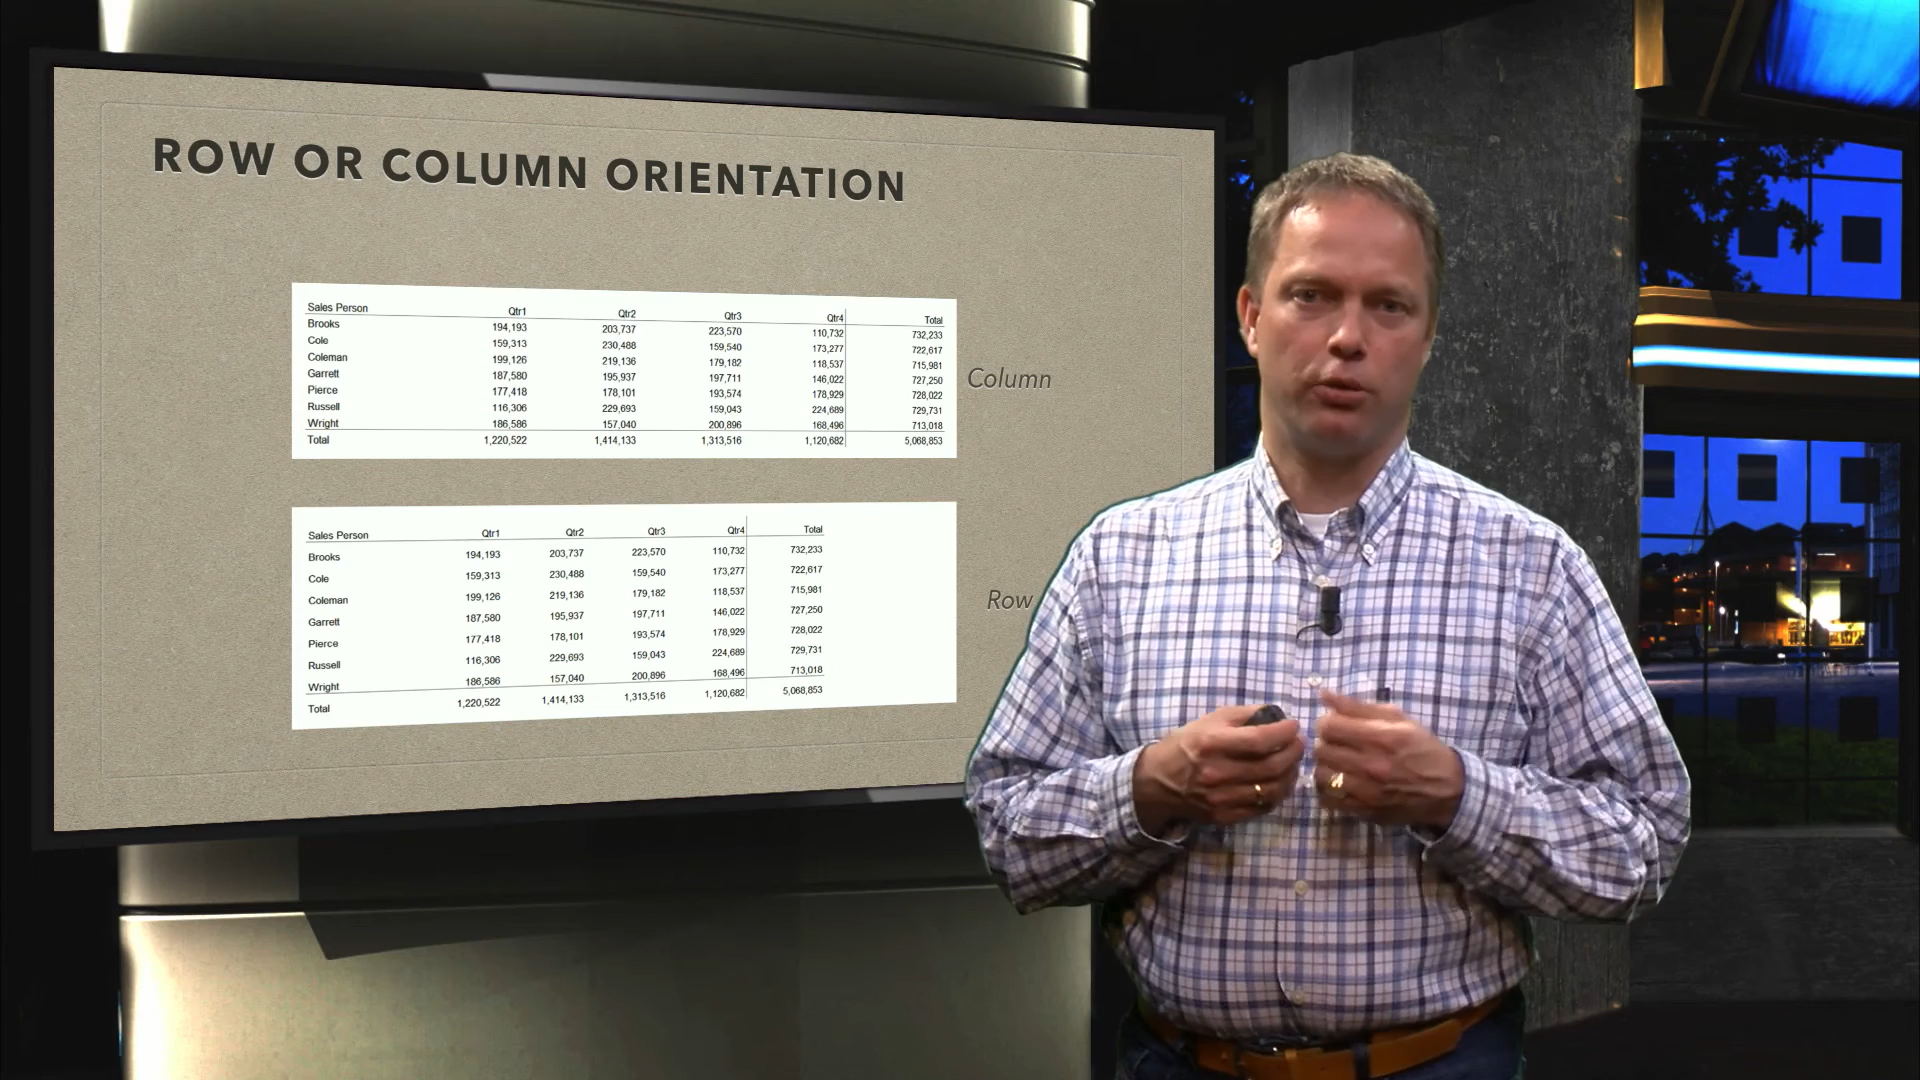 ROW OR COLUMN ORIENTATION
Sales Person Qtr1 Qtr2 Qtr3 Qtr4 Total
Brooks 194,193 203,737 223,570 110,732 732,233
Cole 159,313 230,488 159,540 173,277 722,617
Coleman 199,126 219,136 179,182 118,537 715,981
Garrett 187,580 195,937 197,711 146,022 727,250
Pierce 177,418 178,101 193,574 178,929 728,022
Russell 116,306 229,693 159,043 224,689 729,731
Wright 186,586 157,040 200,896 168,496 713,018
Total 1,220,522 1,414,133 1,313,516 1,120,682 5,068,853
Column
Sales Person Qtr1 Qtr2 Qtr3 Qtr4 Total
Brooks 194,193 203,737 223,570 110,732 732,233
Cole 159,313 230,488 159,540 173,277 722,617
Coleman 199,126 219,136 179,182 118,537 715,981
Garrett 187,580 195,937 197,711 146,022 727,250
Pierce 177,418 178,101 193,574 178,929 728,022
Russell 116,306 229,693 159,043 224,689 729,731
Wright 186,586 157,040 200,896 168,496 713,018
Total 1,220,522 1,414,133 1,313,516 1,120,682 5,068,853
Row